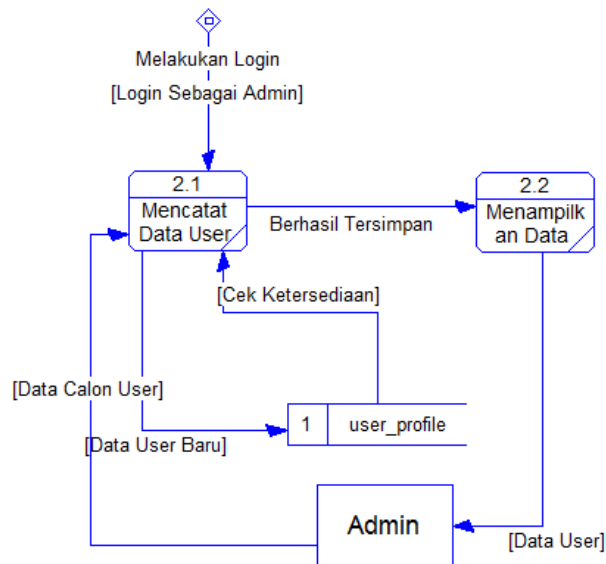 Melakukan Login
[Login Sebagai Admin]
2.1
Mencatat
Data User
Berhasil Tersimpan
2.2
Menampilk
an Data
[Cek Ketersediaan]
[Data Calon User]
1
user_profile
[Data User Baru]
Admin
[Data User]